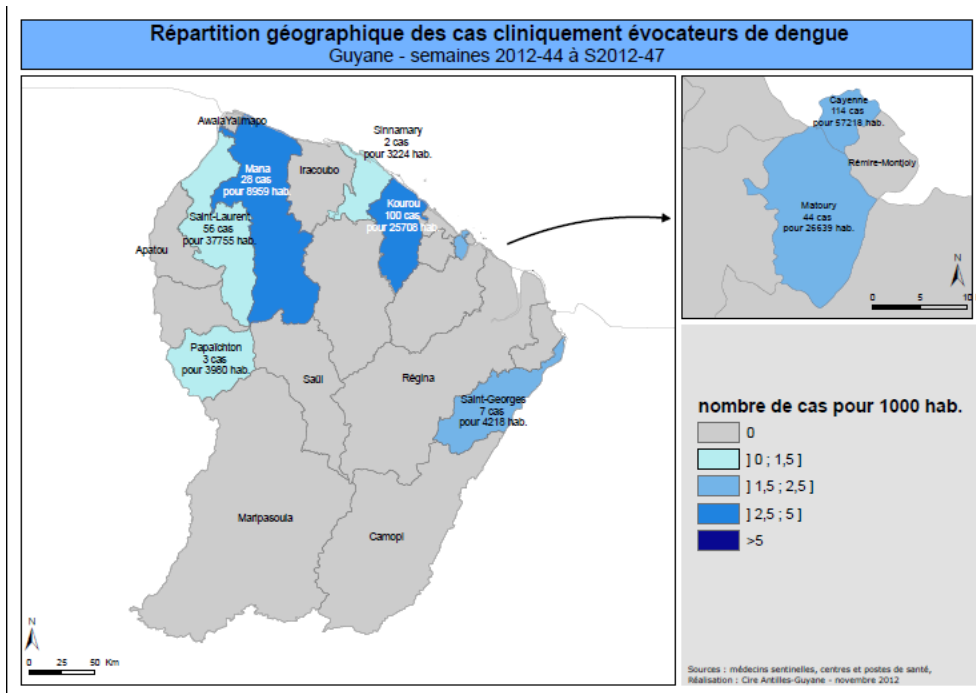 Répartition géographique des cas cliniquement évocateurs de dengue
Guyane - semaines 2012-44 à S2012-47
AwalaYalimapo
Sinnamary
2 cas
pour 3224 hab.
Mana
28 cas
pour 8959 hab.
Iracoubo
Kourou
100 cas
pour 25708 hab.
Saint-Laurent
56 cas
pour 37755 hab.
Apatou
Papaïchton
3 cas
pour 3980 hab.
Saül
Régina
Saint-Georges
7 cas
pour 4218 hab.
Maripasoula
Camopi
N
0 25 50 Km
Cayenne
114 cas
pour 57218 hab.
Rémire-Montjoly
Matoury
44 cas
pour 26639 hab.
N
0 5 10
nombre de cas pour 1000 hab.
0
] 0 ; 1,5 ]
] 1,5 ; 2,5 ]
] 2,5 ; 5 ]
>5
Sources : médecins sentinelles, centres et postes de santé,
Réalisation : Cire Antilles-Guyane - novembre 2012